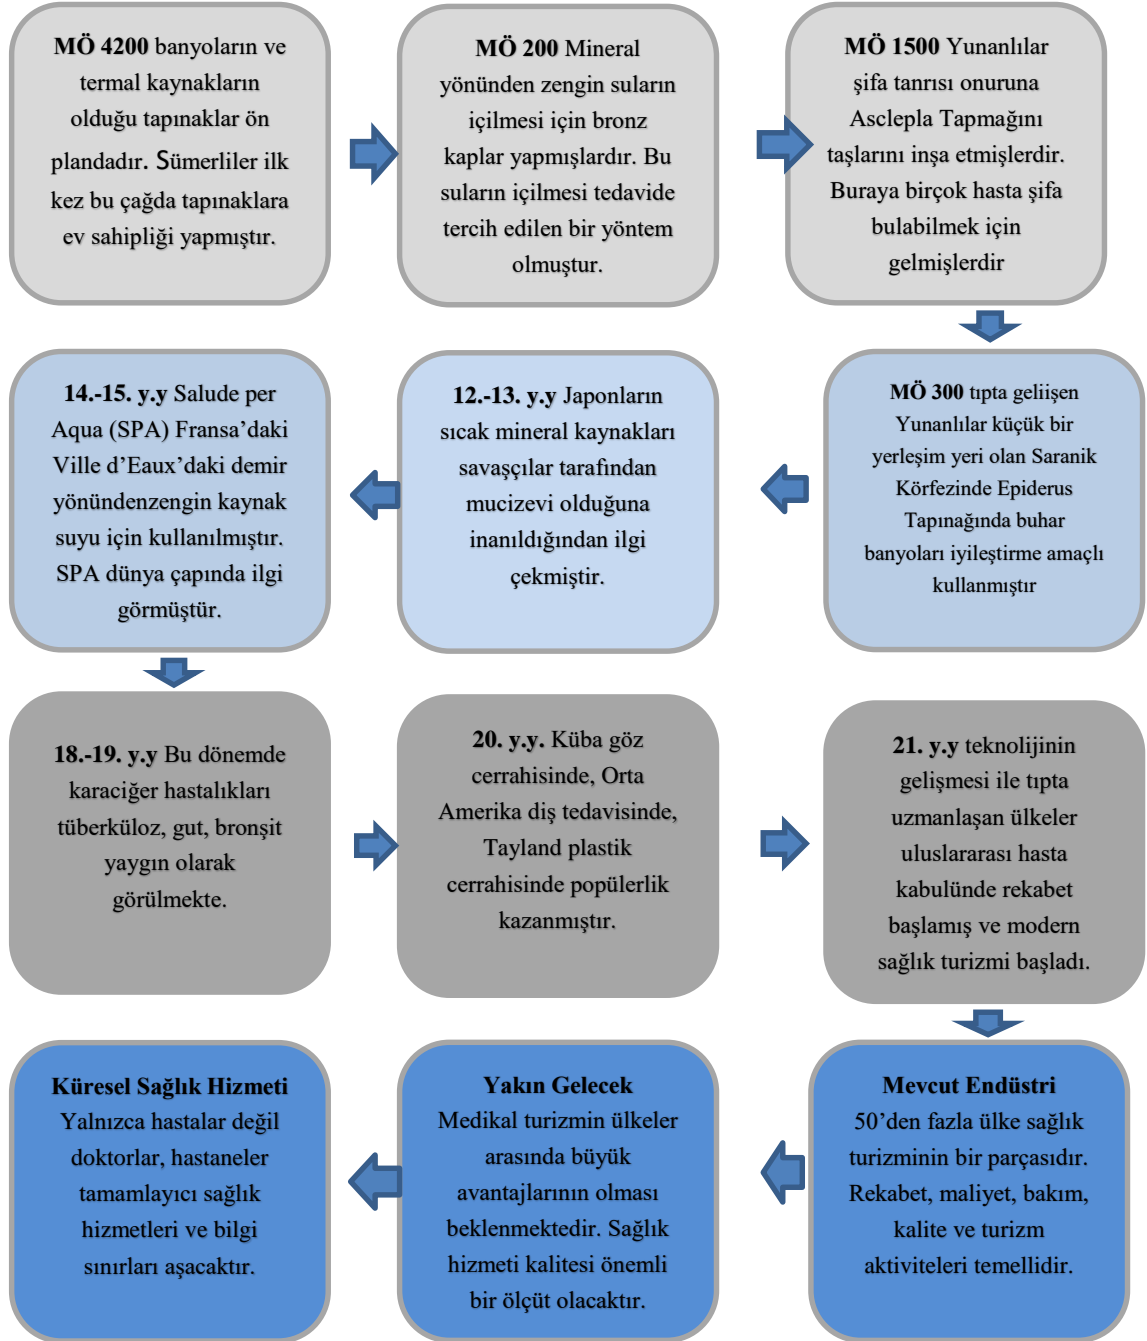 MÖ 4200 banyoların ve
termal kaynakların
olduğu tapınaklar ön
plandadır. Sümerliler ilk
kez bu çağda tapınaklara
ev sahipliği yapmıştır.
MÖ 200 Mineral
yönünden zengin suların
içilmesi için bronz
kaplar yapmışlardır. Bu
suların içilmesi tedavide
tercih edilen bir yöntem
olmuştur.
MÖ 1500 Yunanlılar
şifa tanrısı onuruna
Asclepla Tapmağını
taşlarını inşa etmişlerdir.
Buraya birçok hasta şifa
bulabilmek için
gelmişlerdir
MÖ 300 tıpta geliişen
Yunanlılar küçük bir
yerleşim yeri olan Saranik
Körfezinde Epiderus
Tapınağında buhar
banyoları iyileştirme amaçlı
kullanmıştır
12.-13. y.y Japonların
sıcak mineral kaynakları
savaşçılar tarafından
mucizevi olduğuna
inanıldığından ilgi
çekmiştir.
14.-15. y.y Salude per
Aqua (SPA) Fransa’daki
Ville d’Eaux’daki demir
yönündenzengin kaynak
suyu için kullanılmıştır.
SPA dünya çapında ilgi
görmüştür.
18.-19. y.y Bu dönemde
karaciğer hastalıkları
tüberküloz, gut, bronşit
yaygın olarak
görülmekte.
20. y.y. Küba göz
cerrahisinde, Orta
Amerika diş tedavisinde,
Tayland plastik
cerrahisinde popülerlik
kazanmıştır.
21. y.y teknolijinin
gelişmesi ile tıpta
uzmanlaşan ülkeler
uluslararası hasta
kabulünde rekabet
başlamış ve modern
sağlık turizmi başladı.
Mevcut Endüstri
50’den fazla ülke sağlık
turizminin bir parçasıdır.
Rekabet, maliyet, bakım,
kalite ve turizm
aktiviteleri temellidir.
Yakın Gelecek
Medikal turizmin ülkeler
arasında büyük
avantajlarının olması
beklenmektedir. Sağlık
hizmeti kalitesi önemli
bir ölçüt olacaktır.
Küresel Sağlık Hizmeti
Yalnızca hastalar değil
doktorlar, hastaneler
tamamlayıcı sağlık
hizmetleri ve bilgi
sınırları aşacaktır.